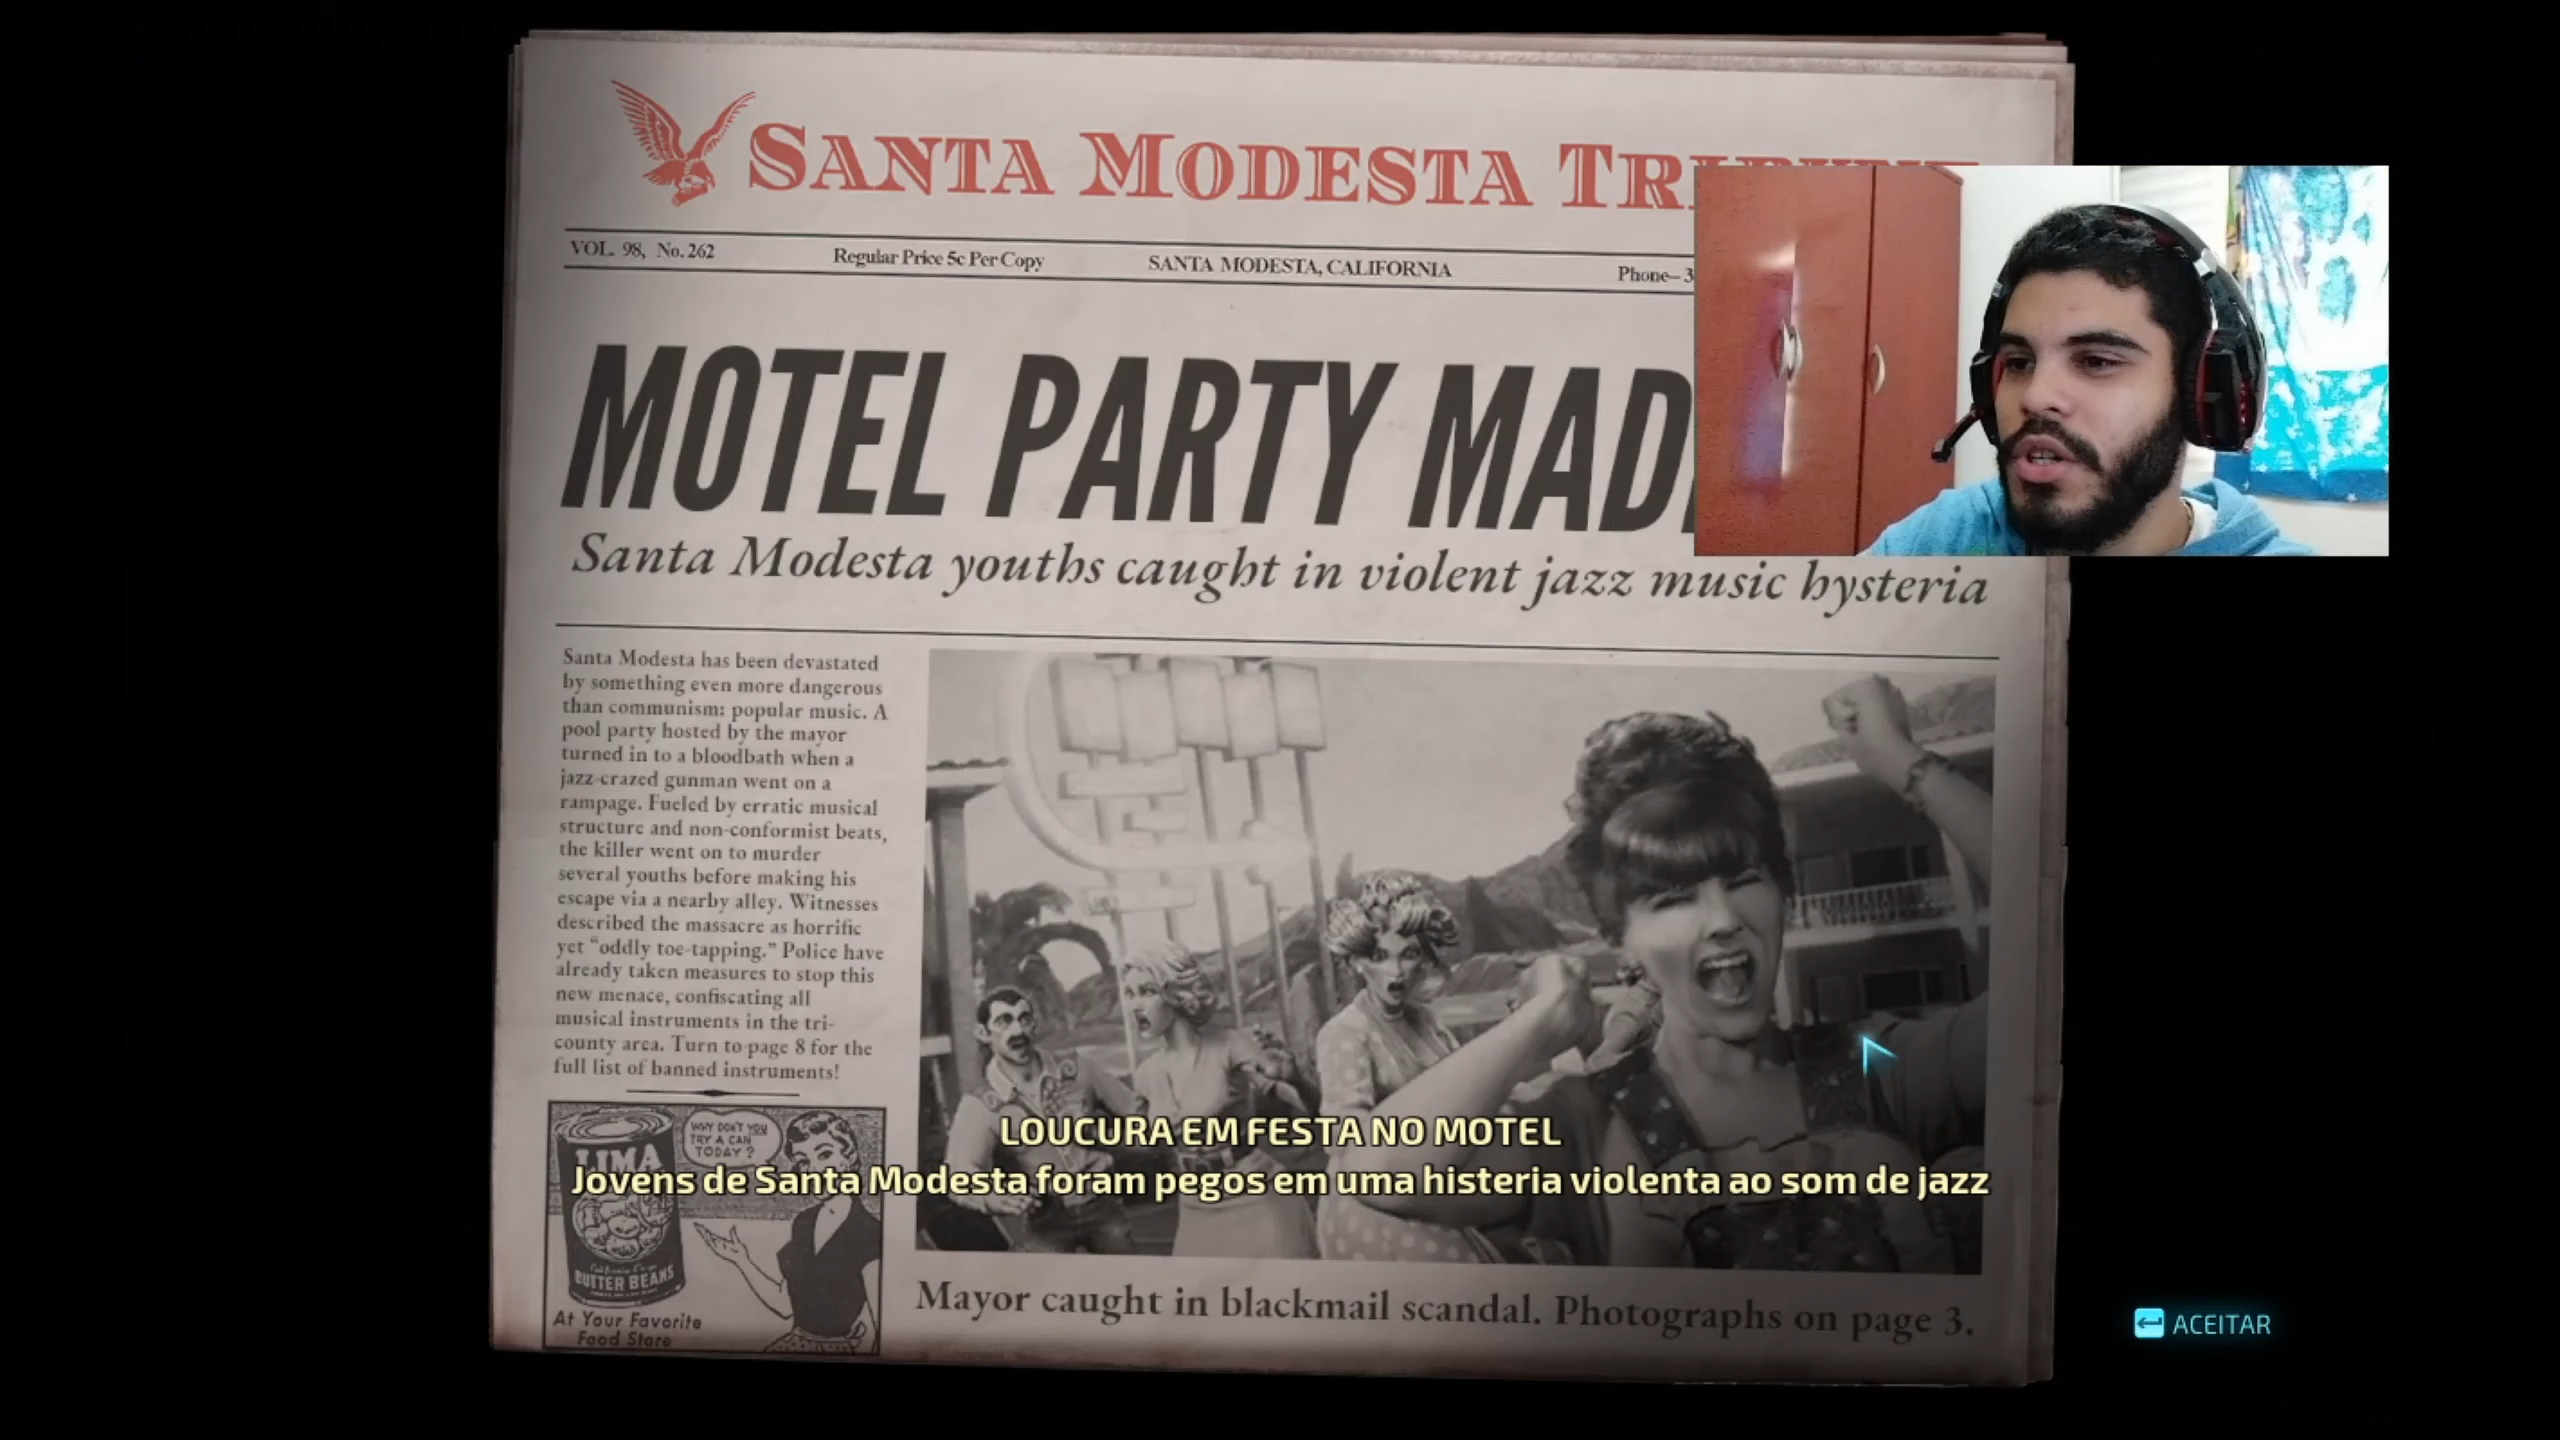 SANTA MODESTA
VOL. 98, No. 262
Regular Price 5c Per Copy
SANTA MODESTA, CALIFORNIA
Phone– 3
MOTEL PARTY
Santa Modesta youths caught in violent jazz music hysteria
Santa Modesta has been devastated
by something even more dangerous
than communism: popular music. A
pool party hosted by the mayor
turned in to a bloodbath when a
jazz-crazed gunman went on a
rampage. Fueled by erratic musical
structure and non-conformist beats,
the killer went on to murder
several youths before making his
escape via a nearby alley. Witnesses
described the massacre as horrific
yet “oddly toe-tapping.” Police have
already taken measures to stop this
new menace, confiscating all
musical instruments in the tri-
county area. Turn to page 8 for the
full list of banned instruments!
WHY DON'T YOU
TRY A CAN
TODAY?
LIMA
BUTTER BEANS
At Your Favorite
Food Store
LOUCURA EM FESTA NO MOTEL
Jovens de Santa Modesta foram pegos em uma histeria violenta ao som de jazz
Mayor caught in blackmail scandal. Photographs on page 3.
ACEITAR